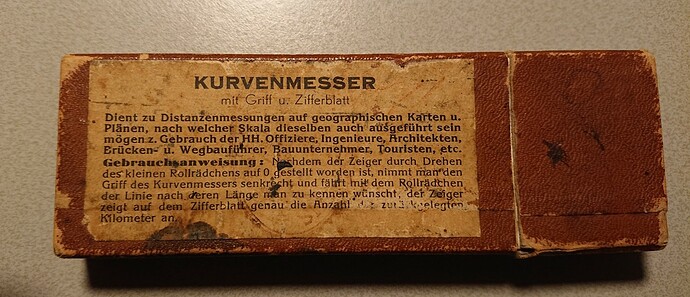 KURVENMESSER
mit Griff u. Zifferblatt
Dient zu Distanzenmessungen auf geographischen Karten u.
Plänen, nach welcher Skala dieselben auch ausgeführt sein
mögen z. Gebrauch der HH. Offiziere, Ingenieure, Architekten,
Brücken- u. Wegbauführer, Bauunternehmer, Touristen, etc.
Gebrauchsanweisung: Nachdem der Zeiger durch Drehen
des kleinen Rollrädchens auf 0 gestellt worden ist, nimmt man den
Griff des Kurvenmessers senkrecht und fährt mit dem Rollrädchen
der Linie nach deren Länge man zu kennen wünscht, der Zeiger
zeigt auf dem Zifferblatt genau die Anzahl der zurückgelegten
Kilometer an.